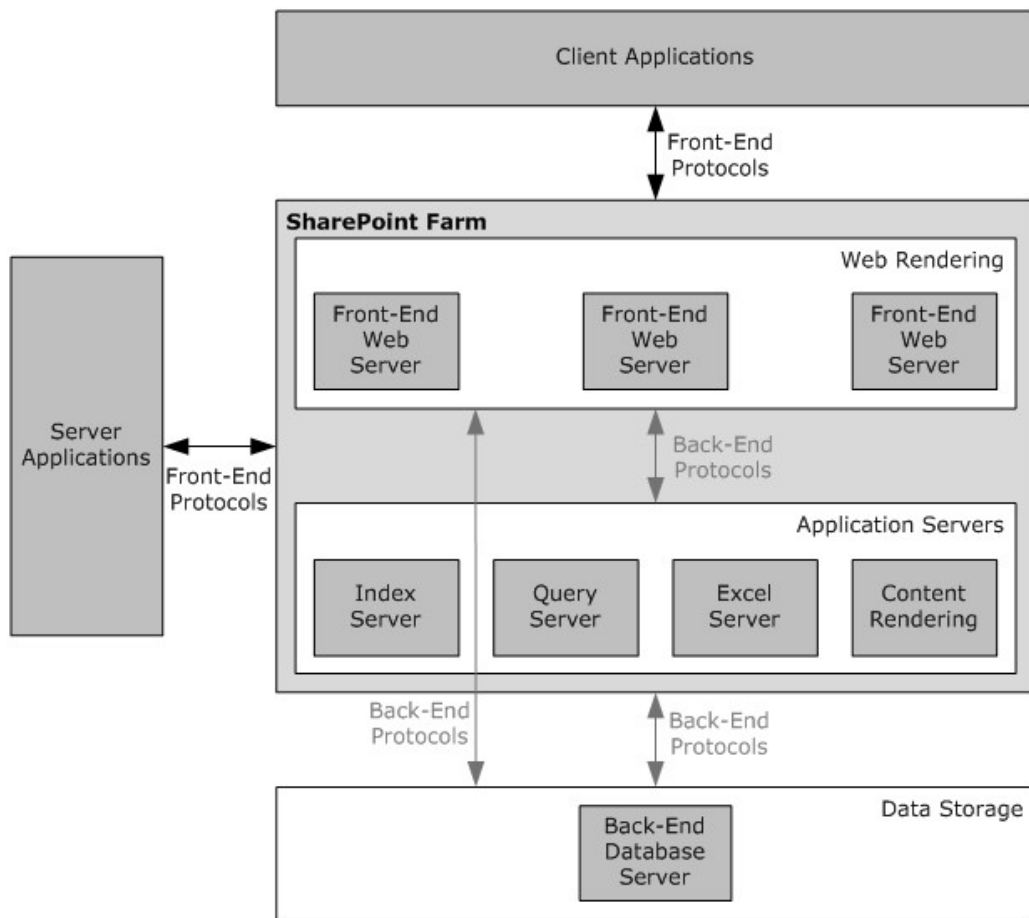 Client Applications
Front-End
Protocols
SharePoint Farm
Web Rendering
Front-End
Web
Server
Front-End
Web
Server
Front-End
Web
Server
Server
Applications
Front-End
Protocols
Back-End
Protocols
Application Servers
Index
Server
Query
Server
Excel
Server
Content
Rendering
Back-End
Protocols
Back-End
Protocols
Data Storage
Back-End
Database
Server